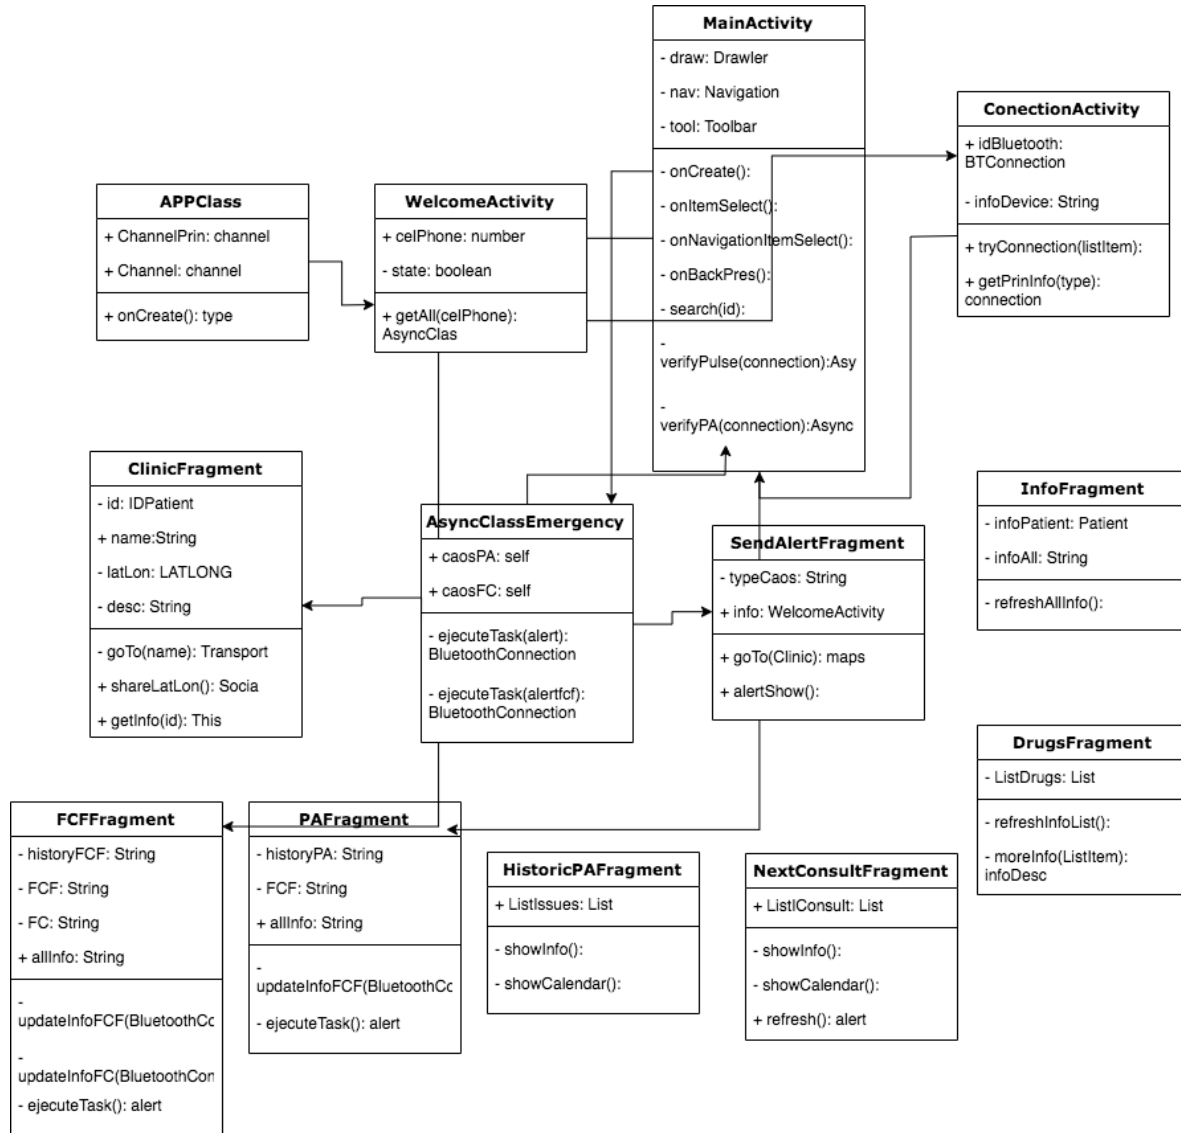 MainActivity
- draw: Drawler
- nav: Navigation
- tool: Toolbar
- onCreate():
- onItemSelect():
- onNavigationItemSelect():
- onBackPres():
- search(id):
-
verifyPulse(connection):Asy
-
verifyPA(connection):Async
ConectionActivity
+ idBluetooth:
BTConnection
- infoDevice: String
+ tryConnection(listItem):
+ getPrinInfo(type):
connection
APPClass
+ ChannelPrin: channel
+ Channel: channel
+ onCreate(): type
WelcomeActivity
+ celPhone: number
- state: boolean
+ getAll(celPhone):
AsyncClas
ClinicFragment
- id: IDPatient
+ name:String
- latLon: LATLONG
- desc: String
- goTo(name): Transport
+ shareLatLon(): Socia
+ getInfo(id): This
AsyncClassEmergency
+ caosPA: self
+ caosFC: self
- ejecuteTask(alert):
BluetoothConnection
- ejecuteTask(alertfcf):
BluetoothConnection
SendAlertFragment
- typeCaos: String
+ info: WelcomeActivity
+ goTo(Clinic): maps
+ alertShow():
InfoFragment
- infoPatient: Patient
- infoAll: String
- refreshAllInfo():
DrugsFragment
- ListDrugs: List
- refreshInfoList():
- moreInfo(ListItem):
infoDesc
FCFFragment
- historyFCF: String
- FCF: String
- FC: String
+ allInfo: String
-
updateInfoFCF(BluetoothCc
-
updateInfoFC(BluetoothCon
- ejecuteTask(): alert
PAFragment
- historyPA: String
- FCF: String
+ allInfo: String
-
updateInfoFCF(BluetoothCc
- ejecuteTask(): alert
HistoricPAFragment
+ ListIssues: List
- showInfo():
- showCalendar():
NextConsultFragment
+ ListIConsult: List
- showInfo():
- showCalendar():
+ refresh(): alert